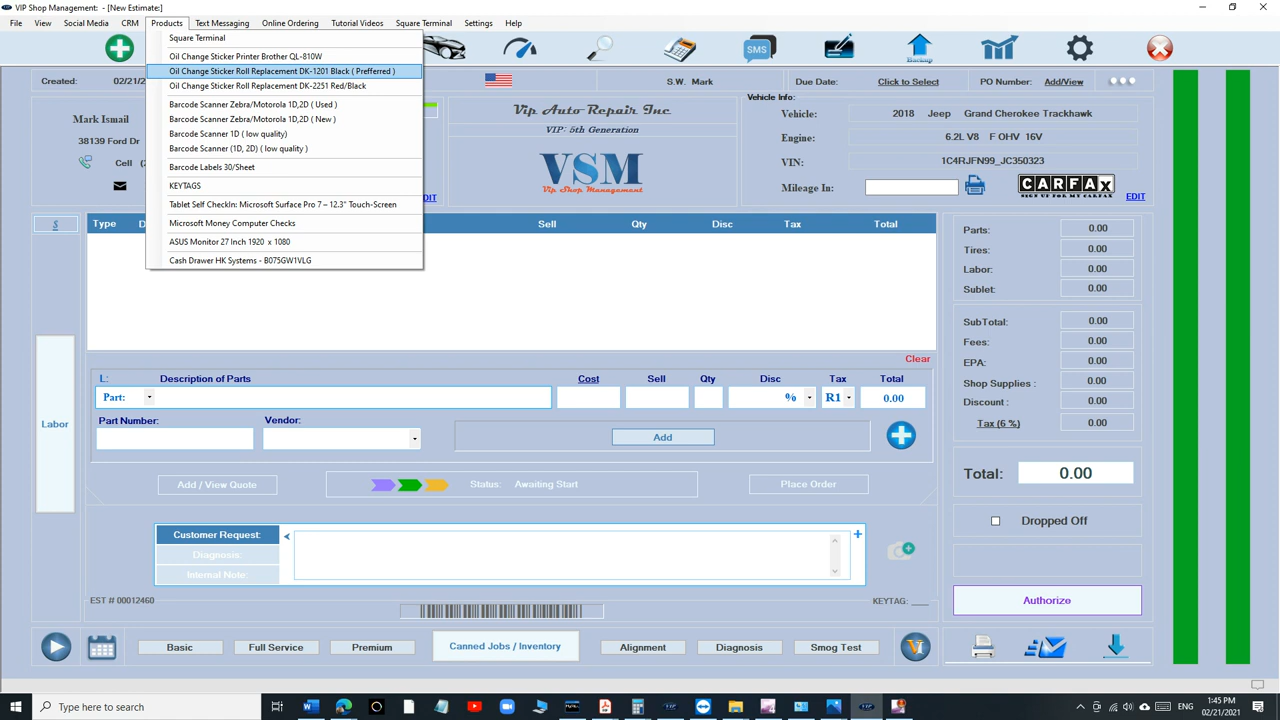 VIP Shop Management: - [New Estimate:]
File View Social Media CRM Products Text Messaging Online Ordering Tutorial Videos Square Terminal Settings Help
Square Terminal
Oil Change Sticker Printer Brother QL-810W
Oil Change Sticker Roll Replacement DK-1201 Black ( Prefferred )
Oil Change Sticker Roll Replacement DK-2251 Red/Black
Barcode Scanner Zebra/Motorola 1D,2D ( Used )
Barcode Scanner Zebra/Motorola 1D,2D ( New )
Barcode Scanner 1D ( low quality)
Barcode Scanner (1D, 2D) ( low quality )
Barcode Labels 30/Sheet
KEYTAGS
Tablet Self CheckIn: Microsoft Surface Pro 7 – 12.3" Touch-Screen
Microsoft Money Computer Checks
ASUS Monitor 27 Inch 1920 x 1080
Cash Drawer HK Systems - B075GW1VLG
SMS
Backup
Created: 02/21/
S.W. Mark
Due Date: Click to Select
PO Number: Add/View
Mark Ismail
38139 Ford Dr
Cell
EDIT
Vip Auto Repair Inc
VIP: 5th Generation
VSM
Vip Shop Management
Vehicle Info:
Vehicle: 2018 Jeep Grand Cherokee Trackhawk
Engine: 6.2L V8 F OHV 16V
VIN: 1C4RJFN99_JC350323
Mileage In:
CARFAX
SIGN UP FOR MY CARFAX
EDIT
S
Type D Sell Qty Disc Tax Total
Clear
Labor
L: Description of Parts Cost Sell Qty Disc Tax Total
Part: % R1 0.00
Part Number: Vendor:
Add
Add / View Quote
Status: Awaiting Start
Place Order
Customer Request:
Diagnosis:
Internal Note:
EST # 00012460
KEYTAG: ___
Parts: 0.00
Tires: 0.00
Labor: 0.00
Sublet: 0.00
SubTotal: 0.00
Fees: 0.00
EPA: 0.00
Shop Supplies : 0.00
Discount : 0.00
Tax (6 %) 0.00
Total: 0.00
Dropped Off
Authorize
Basic Full Service Premium Canned Jobs / Inventory Alignment Diagnosis Smog Test
Type here to search
ENG
1:45 PM
02/21/2021